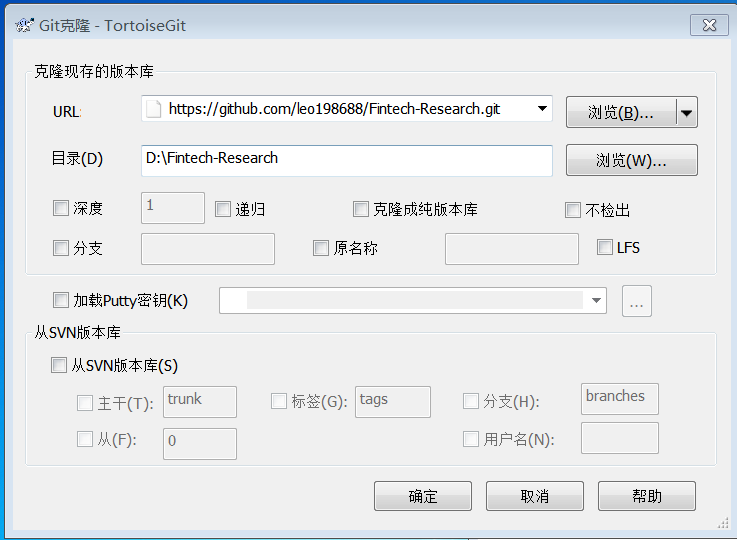 Git克隆 - TortoiseGit
克隆现存的版本库
URL: https://github.com/leo198688/Fintech-Research.git 浏览(B)...
目录(D) D:\Fintech-Research 浏览(W)...
深度 1 递归 克隆成纯版本库 不检出
分支 原名称 LFS
加载Putty密钥(K) ...
从SVN版本库
从SVN版本库(S)
主干(T): trunk 标签(G): tags 分支(H): branches
从(F): 0 用户名(N):
确定 取消 帮助